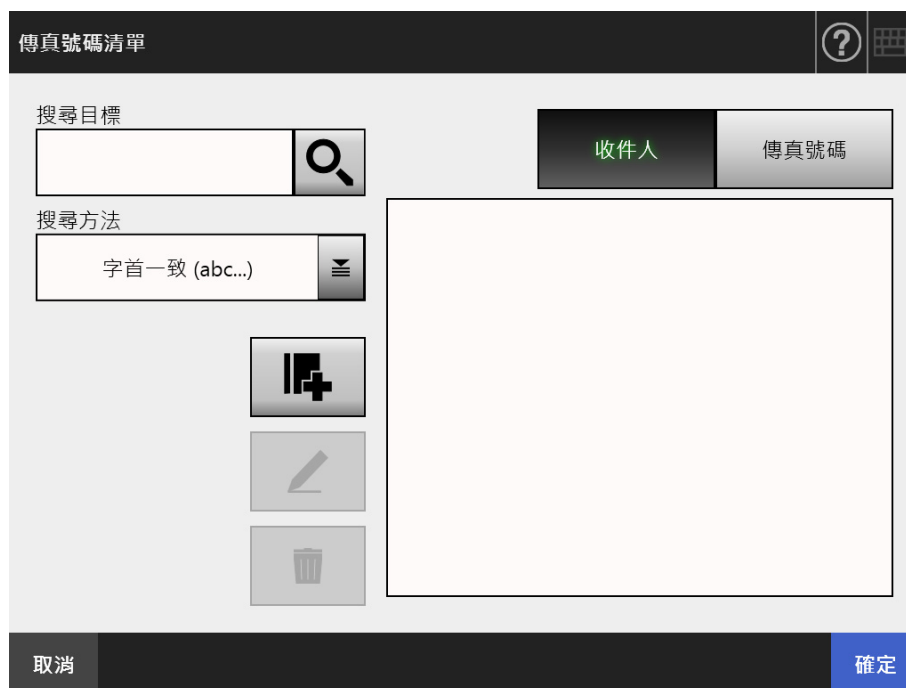 傳真號碼清單
?
搜尋目標
收件人
傳真號碼
搜尋方法
字首一致 (abc...)
取消
確定